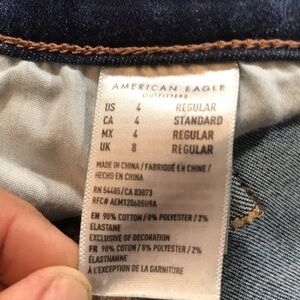 AMERICAN EAGLE
OUTFITTERS
US 4 REGULAR
CA 4 STANDARD
MX 4 REGULAR
UK 8 REGULAR
MADE IN CHINA / FABRIQUÉ EN CHINE /
HECHO EN CHINA
RN 54485/CA 03873
RFC# AEM1206085U9A
EN 90% COTTON / 8% POLYESTER / 2%
ELASTANE
EXCLUSIVE OF DECORATION
FR 90% COTON / 8% POLYESTER / 2%
ÉLASTHANNE
À L'EXCEPTION DE LA GARNITURE